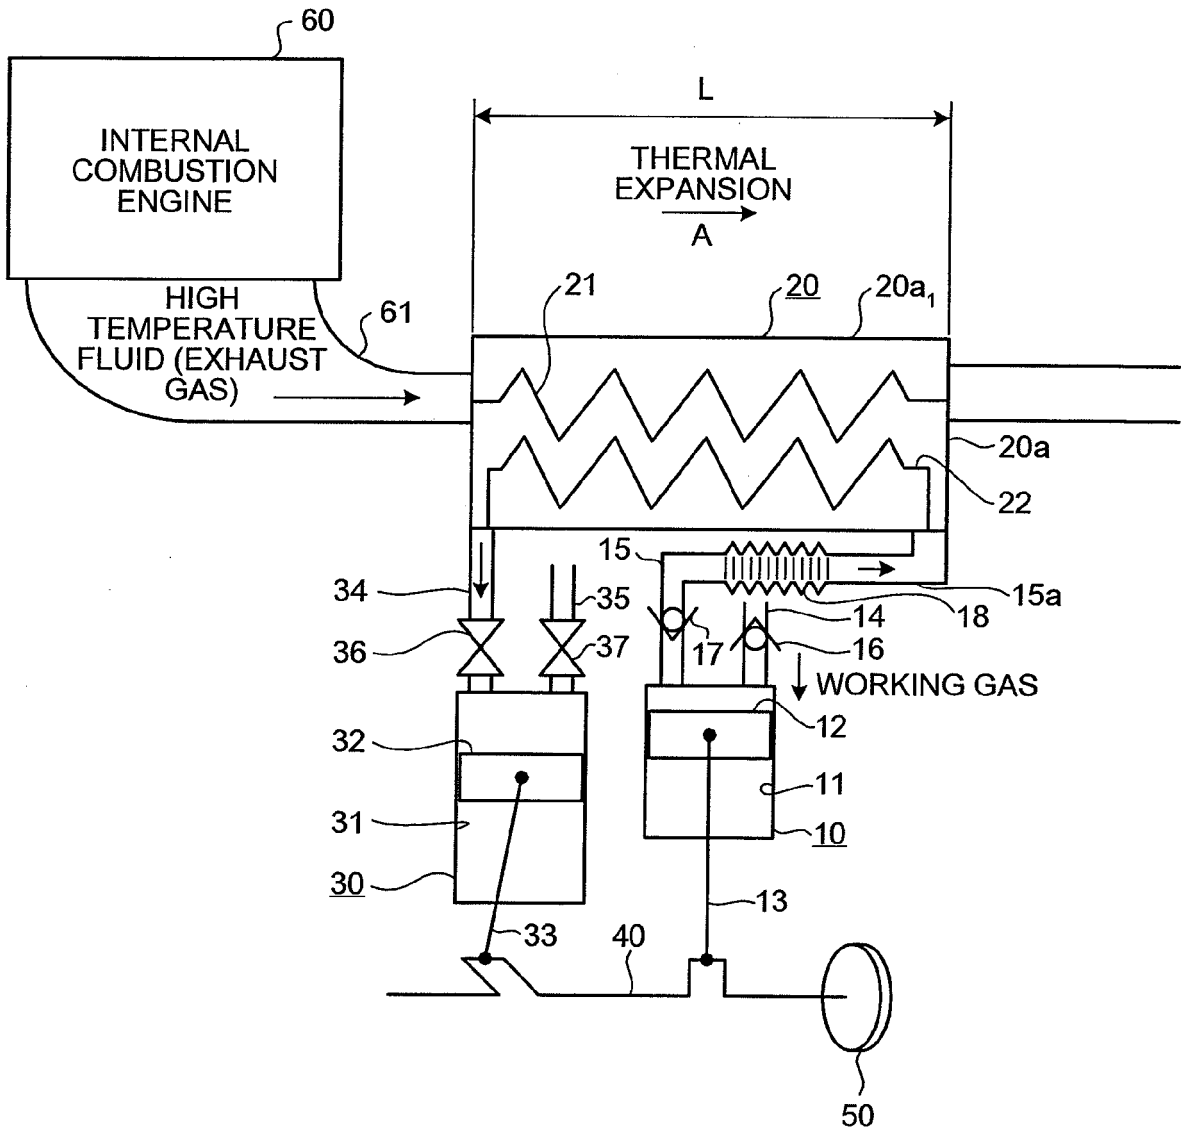 60
INTERNAL
COMBUSTION
ENGINE
L
THERMAL
EXPANSION
A
HIGH
TEMPERATURE
FLUID (EXHAUST
GAS)
61
21
20
20a1
20a
22
15
34
35
36
37
17
14
18
15a
16
WORKING GAS
32
12
31
11
30
10
33
13
40
50